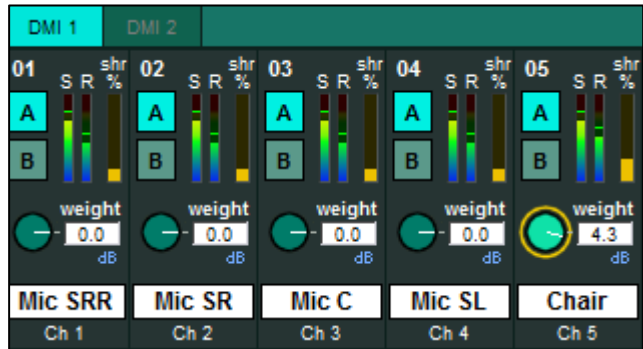 DMI 1 DMI 2
01 S R shr % 02 S R shr % 03 S R shr % 04 S R shr % 05 S R shr %
A A A A A
B B B B B
weight weight weight weight weight
0.0 0.0 0.0 0.0 4.3
dB dB dB dB dB
Mic SRR Mic SR Mic C Mic SL Chair
Ch 1 Ch 2 Ch 3 Ch 4 Ch 5